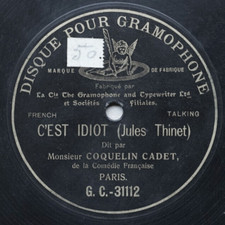 DISQUE POUR GRAMOPHONE
50
MARQUE DE FABRIQUE
Fabriqué par
La Cie The Gramophone and Typewriter Ltd
et Sociétés Filiales.
FRENCH TALKING
C'EST IDIOT (Jules Thinet)
Dit par
Monsieur COQUELIN CADET,
de la Comédie Française
PARIS.
G. C.-31112